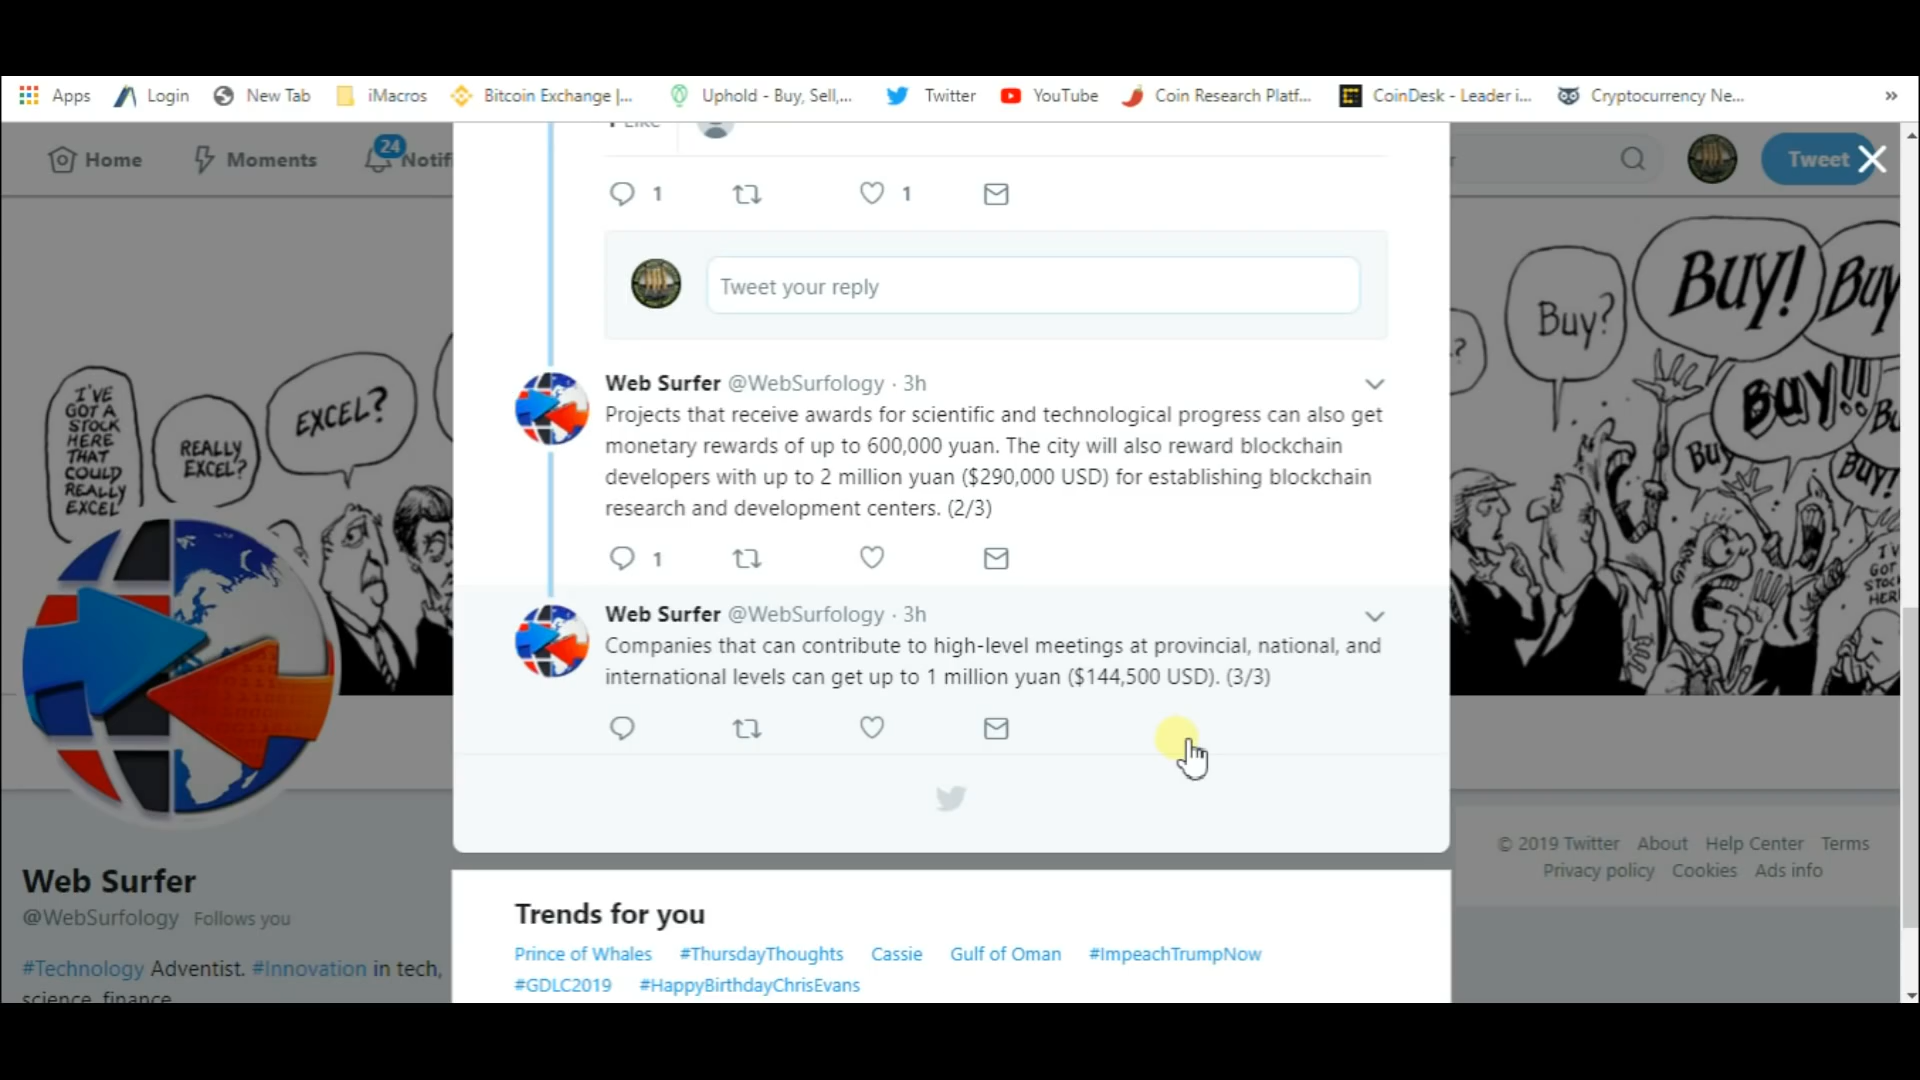 Apps Login New Tab iMacros Bitcoin Exchange |... Uphold - Buy, Sell,... Twitter YouTube Coin Research Platf... CoinDesk - Leader i... Cryptocurrency Ne... »
Home Moments 24 Notif
Tweet
Like
1 1
Tweet your reply
Web Surfer @WebSurfology · 3h
Projects that receive awards for scientific and technological progress can also get
monetary rewards of up to 600,000 yuan. The city will also reward blockchain
developers with up to 2 million yuan ($290,000 USD) for establishing blockchain
research and development centers. (2/3)
1
Web Surfer @WebSurfology · 3h
Companies that can contribute to high-level meetings at provincial, national, and
international levels can get up to 1 million yuan ($144,500 USD). (3/3)
I'VE
GOT A
STOCK
HERE
THAT
COULD
REALLY
EXCEL
REALLY
EXCEL?
EXCEL?
Buy?
BUY!
Buy
BUY!!
Buy
Buy!
Web Surfer
@WebSurfology Follows you
#Technology Adventist. #Innovation in tech,
science, finance
Trends for you
Prince of Whales #ThursdayThoughts Cassie Gulf of Oman #ImpeachTrumpNow
#GDLC2019 #HappyBirthdayChrisEvans
© 2019 Twitter About Help Center Terms
Privacy policy Cookies Ads info